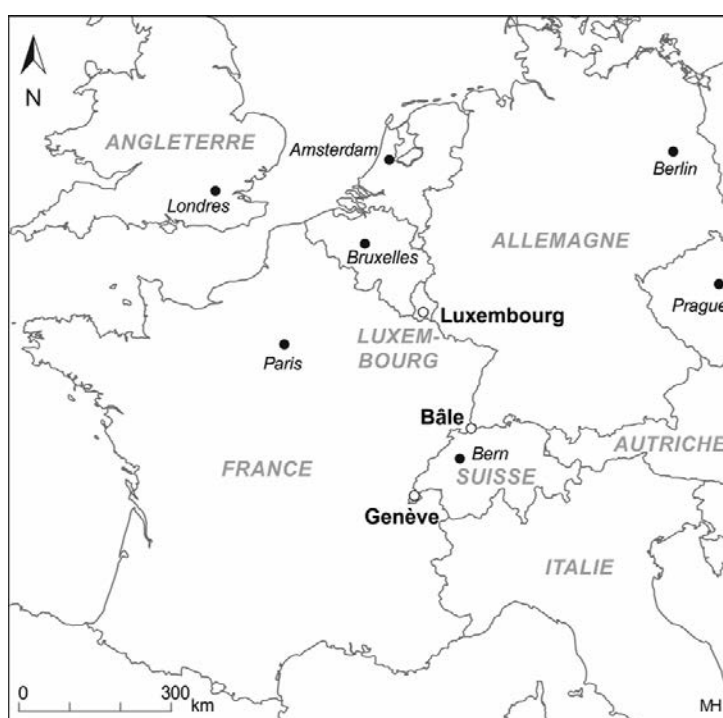 N
ANGLETERRE
Amsterdam
Berlin
Londres
ALLEMAGNE
Bruxelles
Prague
Luxembourg
LUXEM-
BOURG
Paris
Bâle
AUTRICHE
Bern
FRANCE
SUISSE
Genève
ITALIE
0 300
km
MH